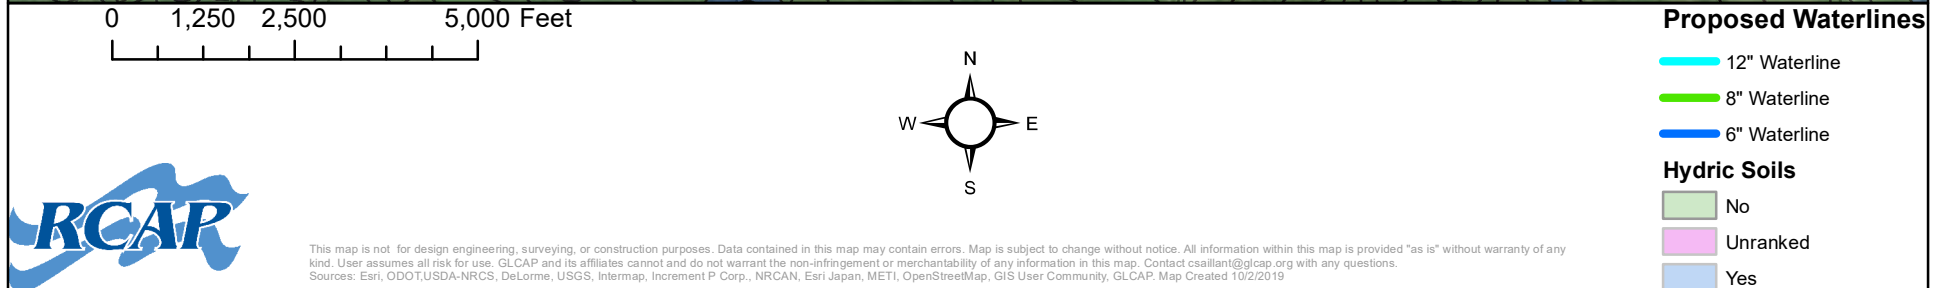 0 1,250 2,500 5,000 Feet
N
W E
S
RCAP
This map is not for design engineering, surveying, or construction purposes. Data contained in this map may contain errors. Map is subject to change without notice. All information within this map is provided "as is" without warranty of any
kind. User assumes all risk for use. GLCAP and its affiliates cannot and do not warrant the non-infringement or merchantability of any information in this map. Contact csaillant@glcap.org with any questions.
Sources: Esri, ODOT,USDA-NRCS, DeLorme, USGS, Intermap, Increment P Corp., NRCAN, Esri Japan, METI, OpenStreetMap, GIS User Community, GLCAP. Map Created 10/2/2019
Proposed Waterlines
12" Waterline
8" Waterline
6" Waterline
Hydric Soils
No
Unranked
Yes